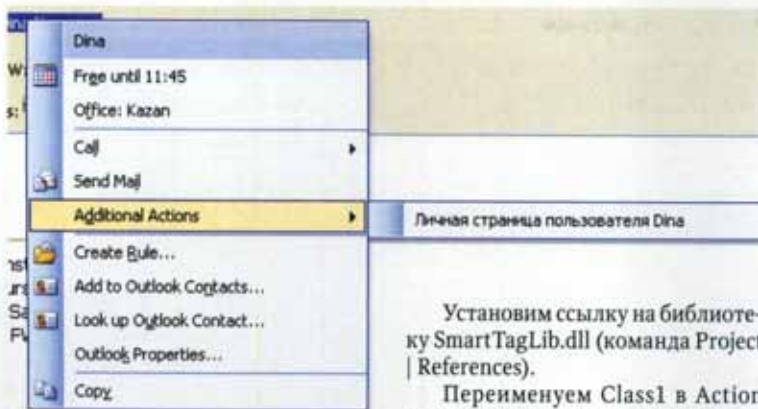 Dina
Free until 11:45
Office: Kazan
Call
Send Mail
Additional Actions
Личная страница пользователя Dina
Create Rule...
Add to Outlook Contacts...
Look up Outlook Contact...
Outlook Properties...
Copy
Установим ссылку на библиоте-
ку SmartTagLib.dll (команда Project
| References).
Переименуем Class1 в Action